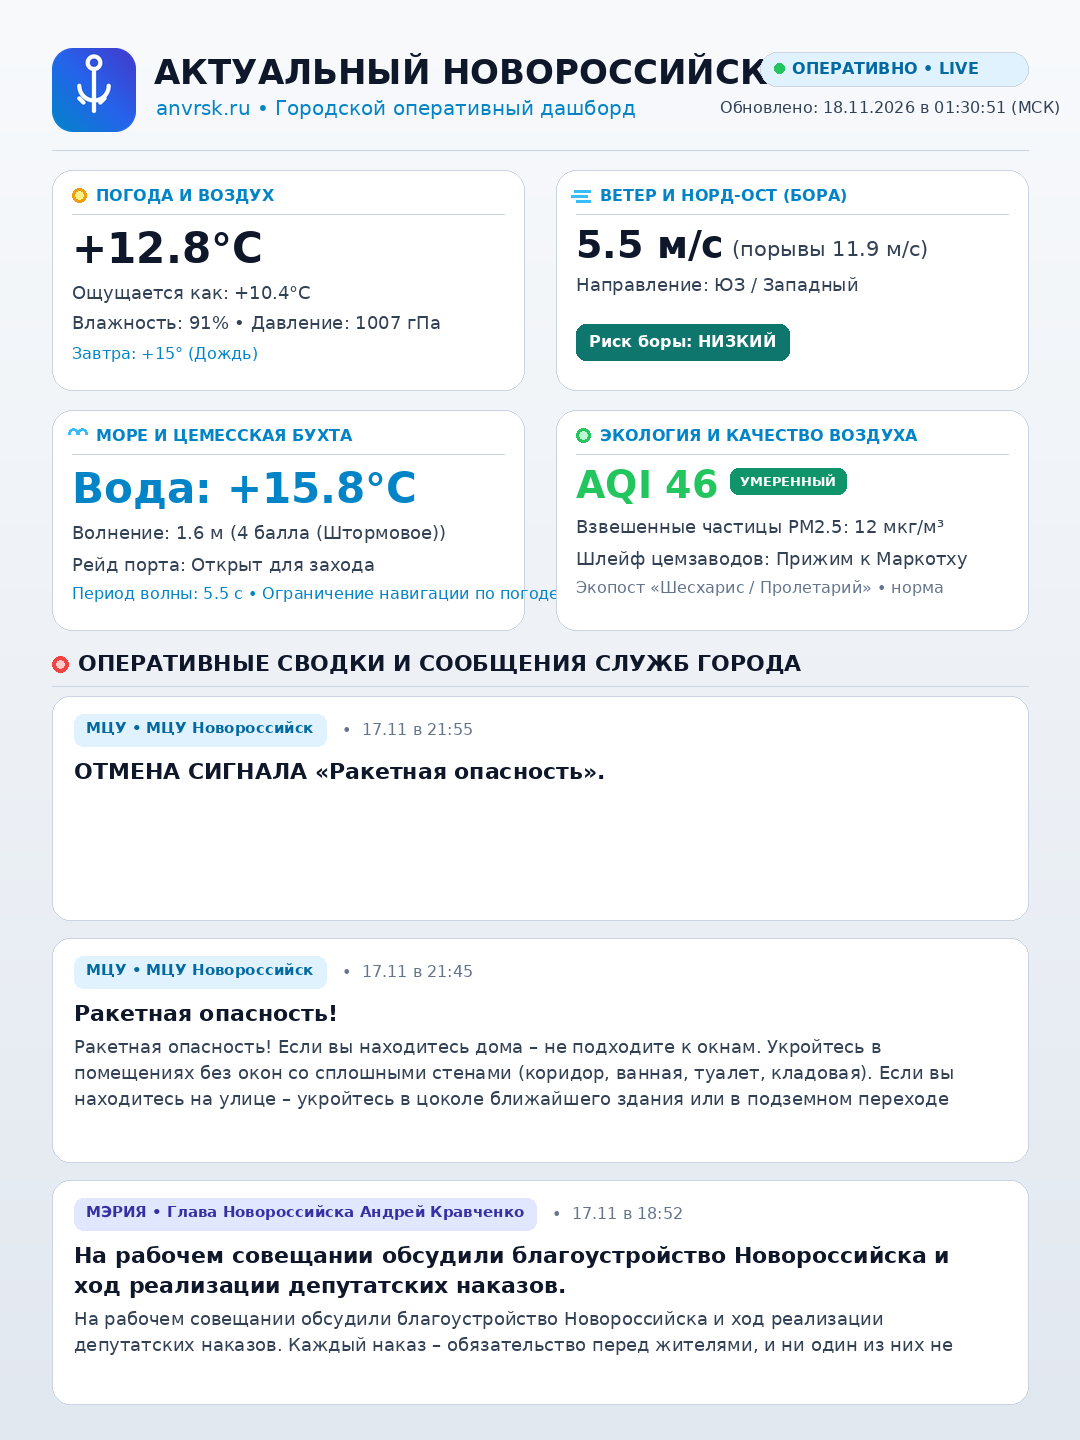 АКТУАЛЬНЫЙ НОВОРОССИЙСК
ОПЕРАТИВНО • LIVE
anvrsk.ru • Городской оперативный дашборд
Обновлено: 18.11.2026 в 01:30:51 (МСК)
ПОГОДА И ВОЗДУХ
+12.8°C
Ощущается как: +10.4°C
Влажность: 91% • Давление: 1007 гПа
Завтра: +15° (Дождь)
ВЕТЕР И НОРД-ОСТ (БОРА)
5.5 м/с (порывы 11.9 м/с)
Направление: ЮЗ / Западный
Риск боры: НИЗКИЙ
МОРЕ И ЦЕМЕССКАЯ БУХТА
Вода: +15.8°C
Волнение: 1.6 м (4 балла (Штормовое))
Рейд порта: Открыт для захода
Период волны: 5.5 с • Ограничение навигации по погоде
ЭКОЛОГИЯ И КАЧЕСТВО ВОЗДУХА
AQI 46 УМЕРЕННЫЙ
Взвешенные частицы PM2.5: 12 мкг/м³
Шлейф цемзаводов: Прижим к Маркотху
Экопост «Шесхарис / Пролетарий» • норма
ОПЕРАТИВНЫЕ СВОДКИ И СООБЩЕНИЯ СЛУЖБ ГОРОДА
МЦУ • МЦУ Новороссийск • 17.11 в 21:55
ОТМЕНА СИГНАЛА «Ракетная опасность».
МЦУ • МЦУ Новороссийск • 17.11 в 21:45
Ракетная опасность!
Ракетная опасность! Если вы находитесь дома – не подходите к окнам. Укройтесь в
помещениях без окон со сплошными стенами (коридор, ванная, туалет, кладовая). Если вы
находитесь на улице – укройтесь в цоколе ближайшего здания или в подземном переходе
МЭРИЯ • Глава Новороссийска Андрей Кравченко • 17.11 в 18:52
На рабочем совещании обсудили благоустройство Новороссийска и
ход реализации депутатских наказов.
На рабочем совещании обсудили благоустройство Новороссийска и ход реализации
депутатских наказов. Каждый наказ – обязательство перед жителями, и ни один из них не